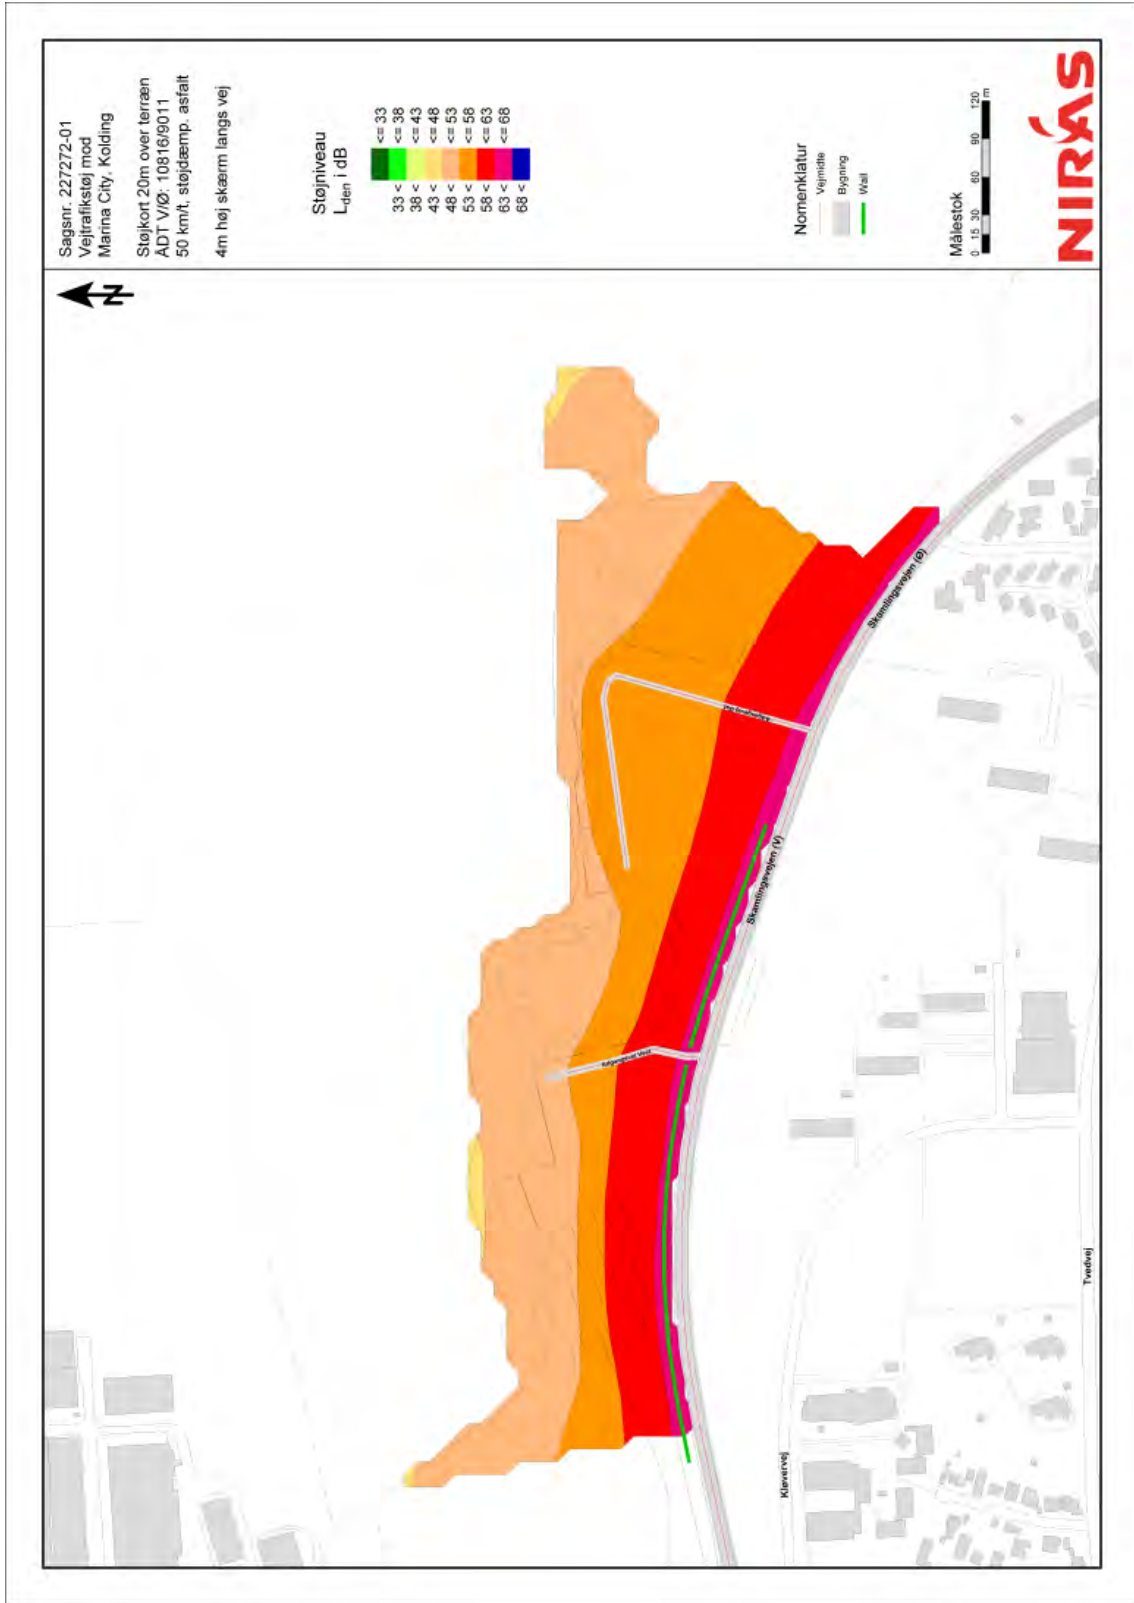 Sagsnr. 227272-01
Vejtrafikstøj mod
Marina City, Kolding
Støjkort 20m over terræn
ÅDT V/Ø: 10816/9011
50 km/t, støjdæmp. asfalt
4m høj skærm langs vej
Støjniveau
Lden i dB
<= 33
33 < <= 38
38 < <= 43
43 < <= 48
48 < <= 53
53 < <= 58
58 < <= 63
63 < <= 68
68 <
Nomenklatur
Vejmidte
Bygning
Wall
Målestok
0 15 30 60 90 120
m
NIRAS
N
Skamlingsvejen (Ø)
Skamlingsvejen (V)
Adgangsvej Vest
Kløvervej
Tvedvej